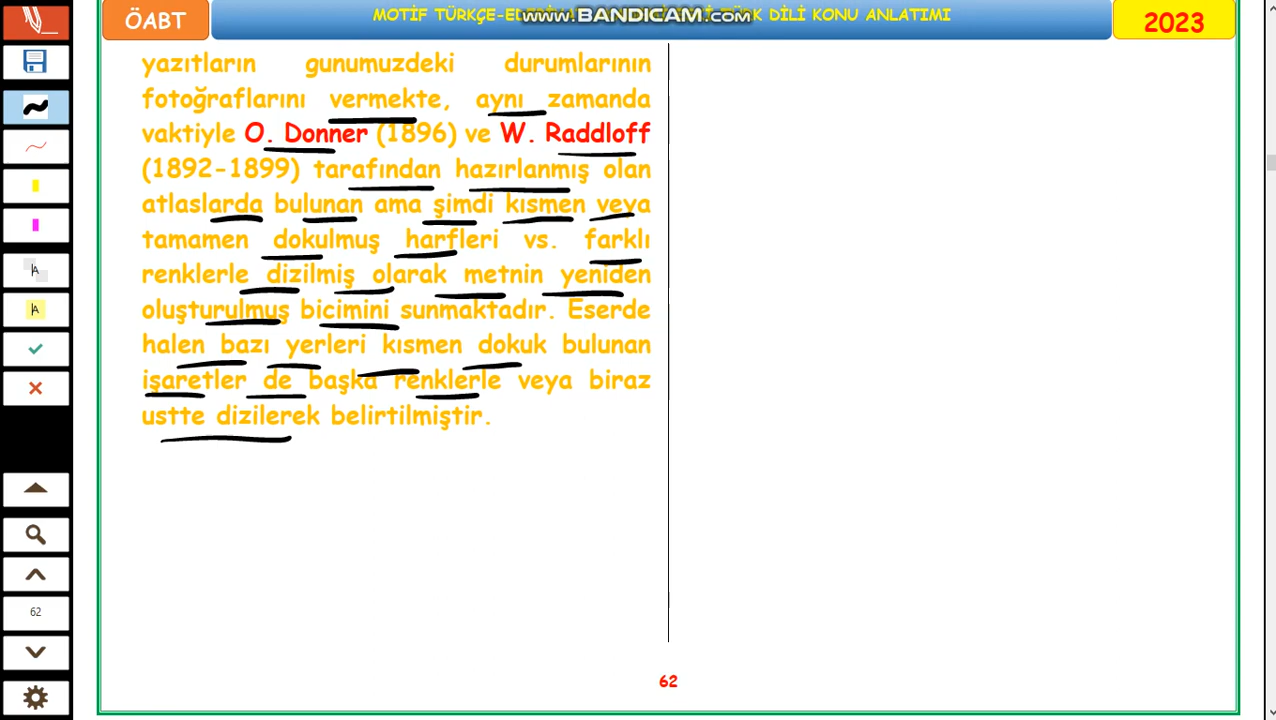 ÖABT
MOTİF TÜRKÇE-EDE
www.BANDICAM.com
RK DİLİ KONU ANLATIMI
2023
yazıtların gunumuzdeki durumlarının
fotoğraflarını vermekte, aynı zamanda
vaktiyle O. Donner (1896) ve W. Raddloff
(1892-1899) tarafından hazırlanmış olan
atlaslarda bulunan ama şimdi kısmen veya
tamamen dokulmuş harfleri vs. farklı
renklerle dizilmiş olarak metnin yeniden
oluşturulmuş bicimini sunmaktadır. Eserde
halen bazı yerleri kısmen dokuk bulunan
işaretler de başka renklerle veya biraz
ustte dizilerek belirtilmiştir.
62
62